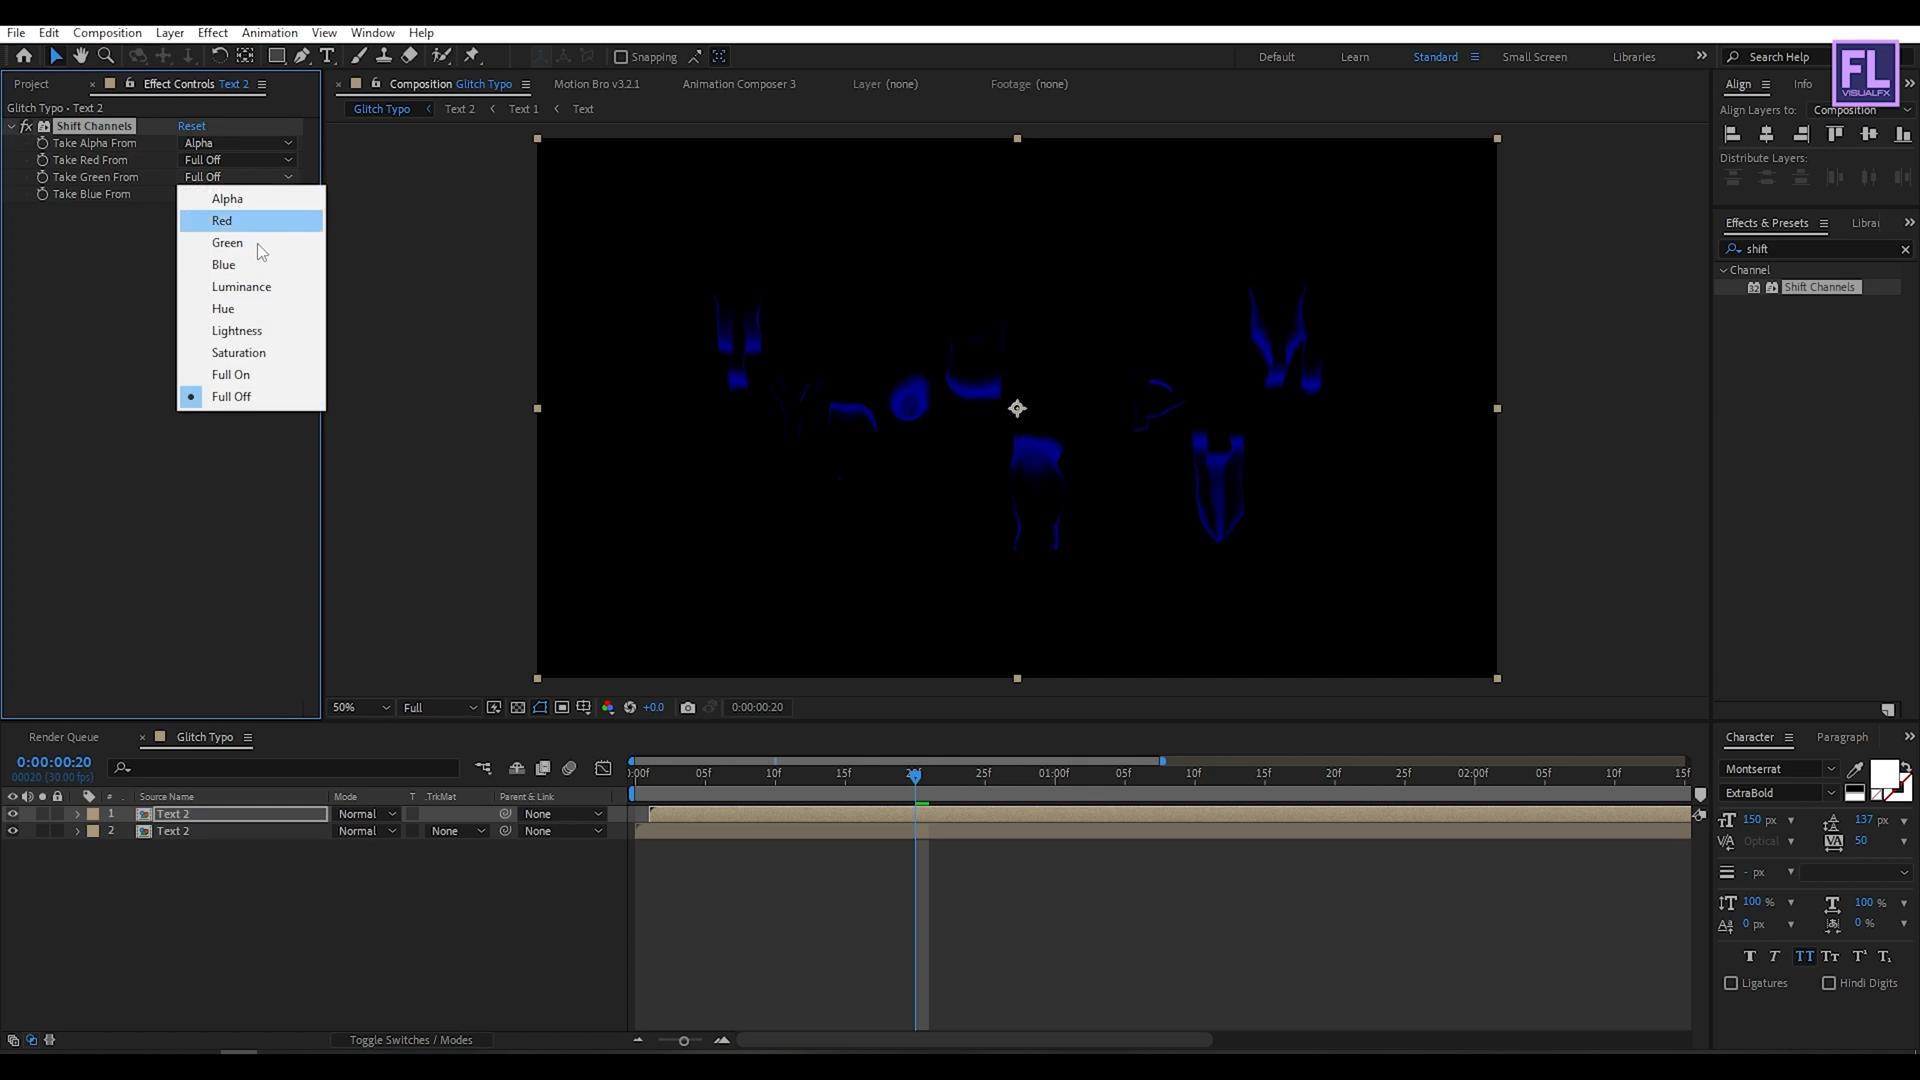 File Edit Composition Layer Effect Animation View Window Help
Snapping Default Learn Standard Small Screen Libraries Search Help
FL
VISUALFX
Project Effect Controls Text 2
Composition Glitch Typo Motion Bro v3.2.1 Animation Composer 3 Layer (none) Footage (none)
Align Info
Glitch Typo • Text 2
Glitch Typo Text 2 Text 1 Text
Align Layers to: Composition
fx Shift Channels Reset
Take Alpha From Alpha
Take Red From Full Off
Take Green From Full Off
Take Blue From
Alpha
Red
Green
Blue
Luminance
Hue
Lightness
Saturation
Full On
Full Off
Distribute Layers:
Effects & Presets Librai
shift
Channel
32 Shift Channels
50% Full +0.0 0:00:00:20
Render Queue Glitch Typo
0:00:00:20
00020 (30.00 fps)
):00f 05f 10f 15f 20f 25f 01:00f 05f 10f 15f 20f 25f 02:00f 05f 10f 15f
# Source Name Mode T .TrkMat Parent & Link
1 Text 2 Normal None
2 Text 2 Normal None None
Toggle Switches / Modes
Character Paragraph
Montserrat
ExtraBold
150 px 137 px
Optical 50
- px
100 % 100 %
0 px 0 %
T T TT Tt T¹ T₁
Ligatures Hindi Digits